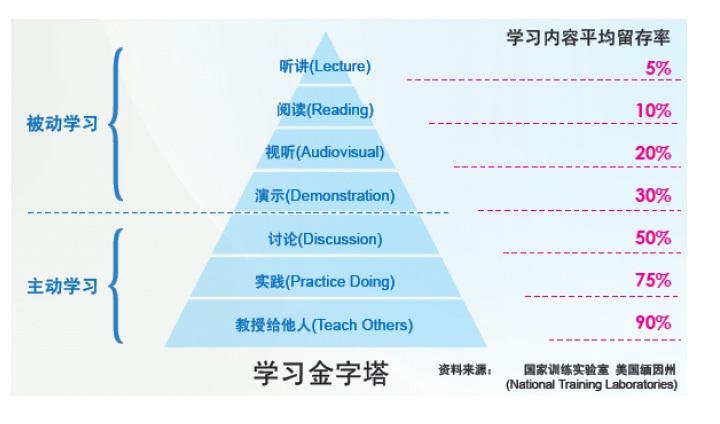 学习内容平均留存率
听讲(Lecture)
5%
阅读(Reading)
10%
被动学习
视听(Audiovisual)
20%
演示(Demonstration)
30%
讨论(Discussion)
50%
主动学习
实践(Practice Doing)
75%
教授给他人(Teach Others)
90%
学习金字塔
资料来源：
国家训练实验室 美国缅因州
(National Training Laboratories)